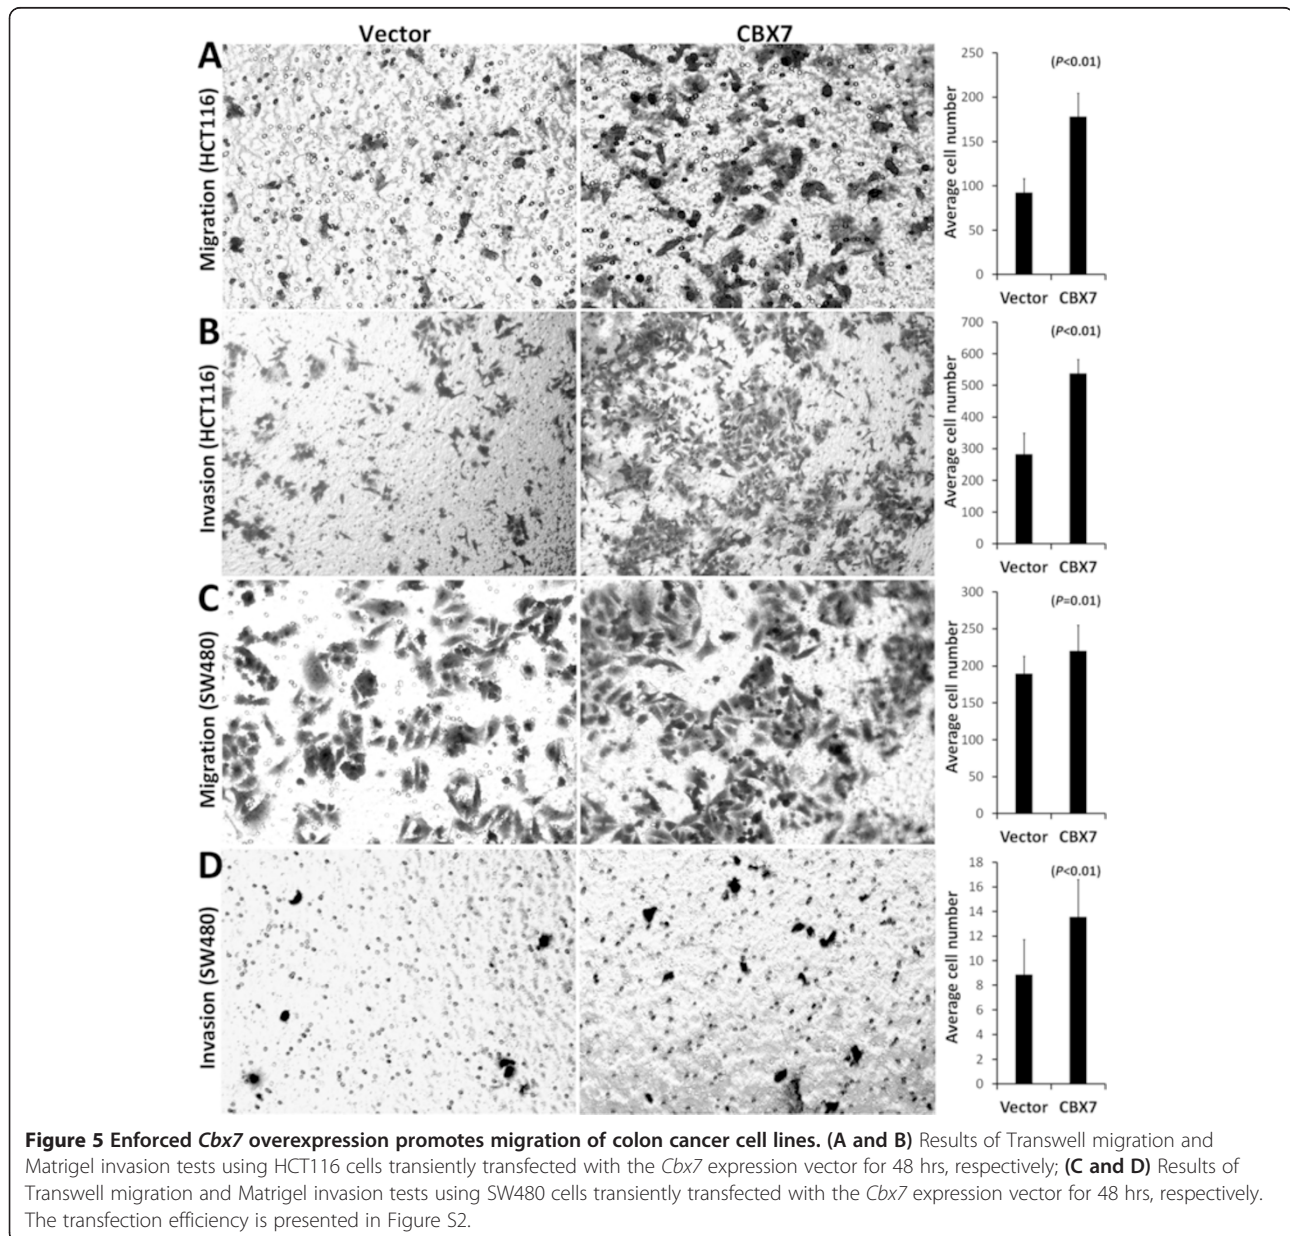 Vector CBX7
A
Migration (HCT116)
Average cell number
250
200
150
100
50
0
(P<0.01)
Vector CBX7
B
Invasion (HCT116)
Average cell number
700
600
500
400
300
200
100
0
(P<0.01)
Vector CBX7
C
Migration (SW480)
Average cell number
300
250
200
150
100
50
0
(P=0.01)
Vector CBX7
D
Invasion (SW480)
Average cell number
18
16
14
12
10
8
6
4
2
0
(P<0.01)
Vector CBX7
Figure 5 Enforced Cbx7 overexpression promotes migration of colon cancer cell lines. (A and B) Results of Transwell migration and
Matrigel invasion tests using HCT116 cells transiently transfected with the Cbx7 expression vector for 48 hrs, respectively; (C and D) Results of
Transwell migration and Matrigel invasion tests using SW480 cells transiently transfected with the Cbx7 expression vector for 48 hrs, respectively.
The transfection efficiency is presented in Figure S2.